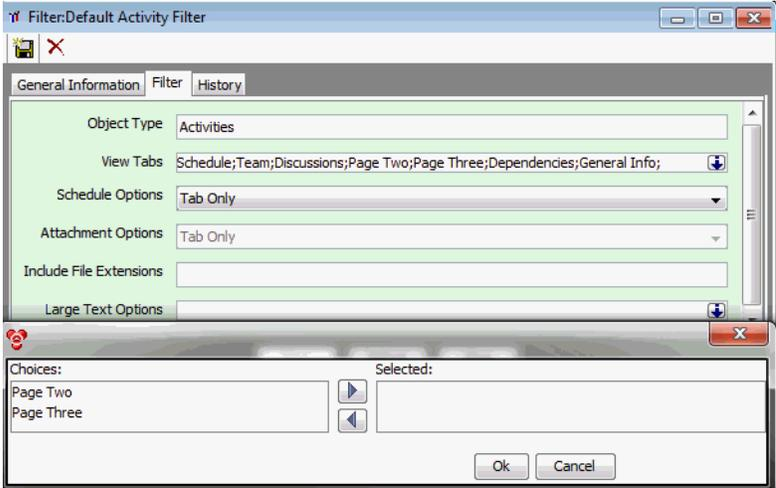 Filter:Default Activity Filter
General Information Filter History
Object Type Activities
View Tabs Schedule;Team;Discussions;Page Two;Page Three;Dependencies;General Info;
Schedule Options Tab Only
Attachment Options Tab Only
Include File Extensions
Large Text Options
Choices: Selected:
Page Two
Page Three
Ok Cancel